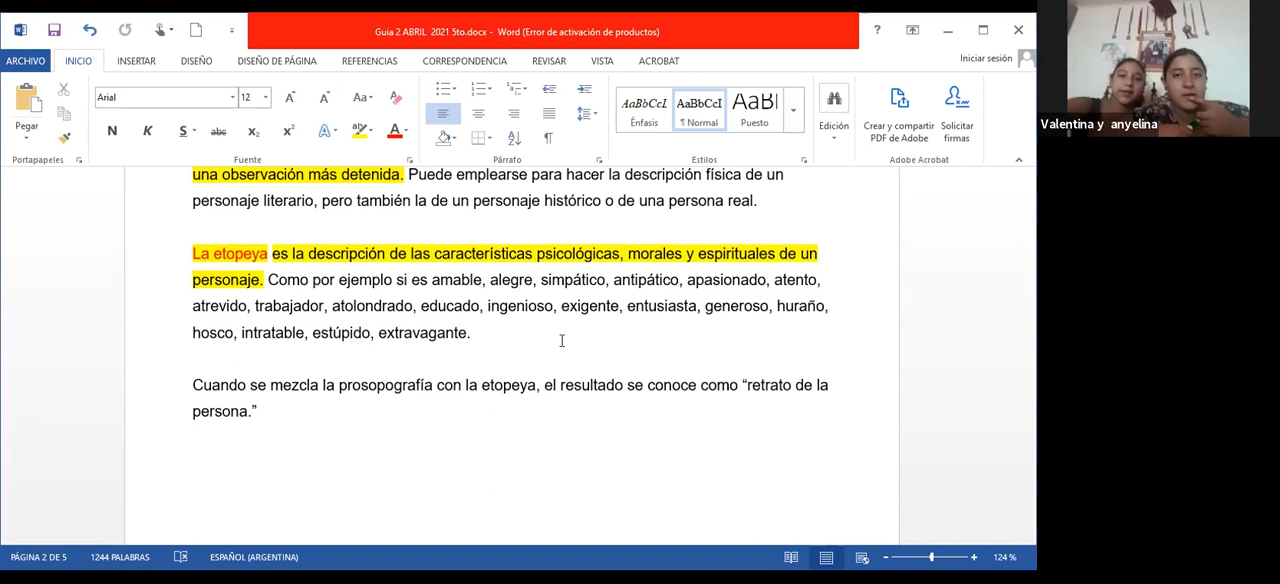 Guia 2 ABRIL 2021 5to.docx - Word (Error de activación de productos)
ARCHIVO INICIO INSERTAR DISEÑO DISEÑO DE PÁGINA REFERENCIAS CORRESPONDENCIA REVISAR VISTA ACROBAT Iniciar sesión
Arial 12 Aa
AaBbCcL AaBbCcI AaBl
Pegar N K S abc X₂ X² A A Énfasis ¶ Normal Puesto Edición Crear y compartir PDF de Adobe Solicitar firmas
Portapapeles Fuente Párrafo Estilos Adobe Acrobat
Valentina y anyelina
una observación más detenida. Puede emplearse para hacer la descripción física de un
personaje literario, pero también la de un personaje histórico o de una persona real.
La etopeya es la descripción de las características psicológicas, morales y espirituales de un
personaje. Como por ejemplo si es amable, alegre, simpático, antipático, apasionado, atento,
atrevido, trabajador, atolondrado, educado, ingenioso, exigente, entusiasta, generoso, huraño,
hosco, intratable, estúpido, extravagante.
Cuando se mezcla la prosopografía con la etopeya, el resultado se conoce como “retrato de la
persona.”
PÁGINA 2 DE 5 1244 PALABRAS ESPAÑOL (ARGENTINA) 124 %